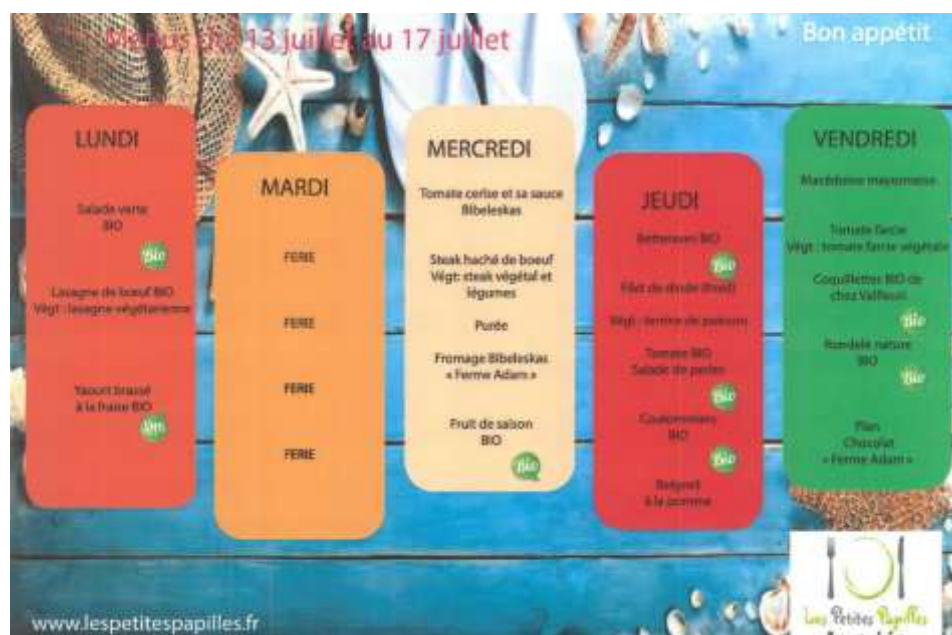 Menus du 13 juillet au 17 juillet
Bon appétit
LUNDI
Salade verte
BIO
Bio
Lasagne de bœuf BIO
Végt : lasagne végétarienne
Yaourt brassé
à la fraise BIO
MARDI
FERIE
FERIE
FERIE
FERIE
MERCREDI
Tomate cerise et sa sauce
Bibeleskas
Steak haché de boeuf
Végt: steak végétal et
légumes
Purée
Fromage Bibeleskas
« Ferme Adam »
Fruit de saison
BIO
Bio
JEUDI
Betteraves BIO
Bio
Filet de dinde (froid)
Végt : terrine de poisson
Tomate BIO
Salade de perles
Bio
Coulommiers
BIO
Bio
Beignet
à la pomme
VENDREDI
Macédoine mayonnaise
Tomate farcie
Végt : tomate farcie végétale
Coquillettes BIO de
chez
Bio
Rondelé nature
BIO
Bio
Flan
Chocolat
« Ferme Adam »
www.lespetitespapilles.fr
Les Petites Papilles